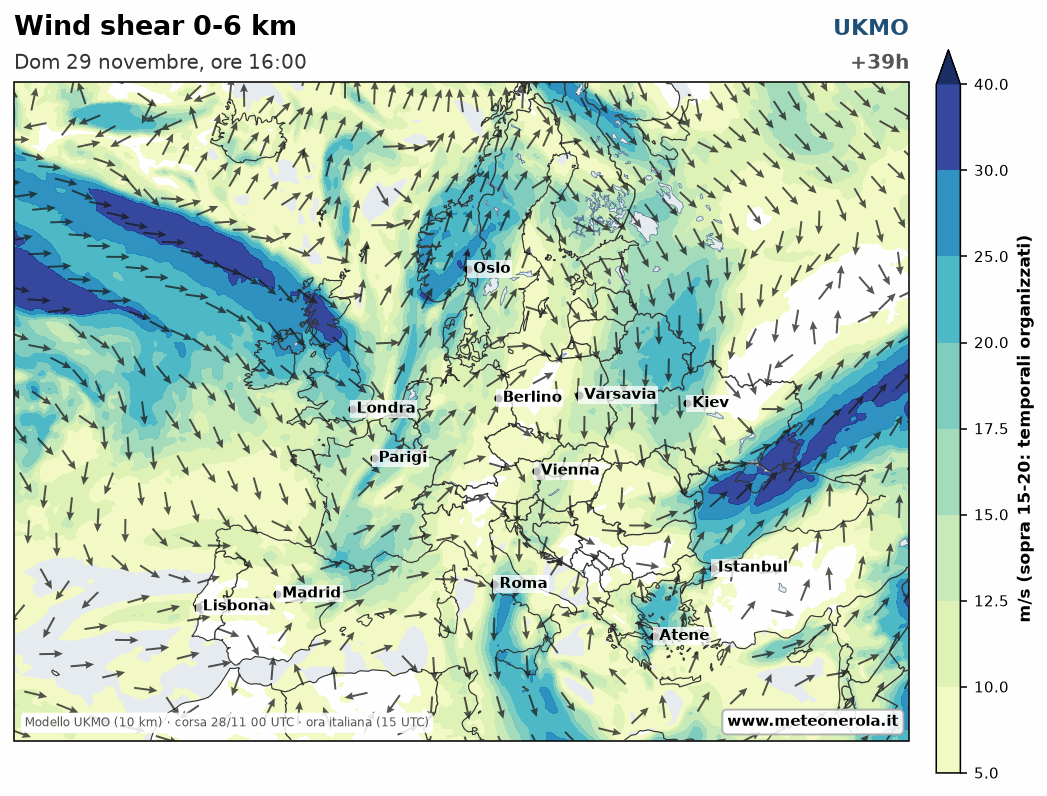 Wind shear 0-6 km
UKMO
Dom 29 novembre, ore 16:00
+39h
40.0
30.0
25.0
20.0
17.5
15.0
12.5
10.0
5.0
m/s (sopra 15-20: temporali organizzati)
Oslo
Berlino
Varsavia
Kiev
Londra
Parigi
Vienna
Istanbul
Roma
Madrid
Lisbona
Atene
Modello UKMO (10 km) · corsa 28/11 00 UTC · ora italiana (15 UTC)
www.meteonerola.it